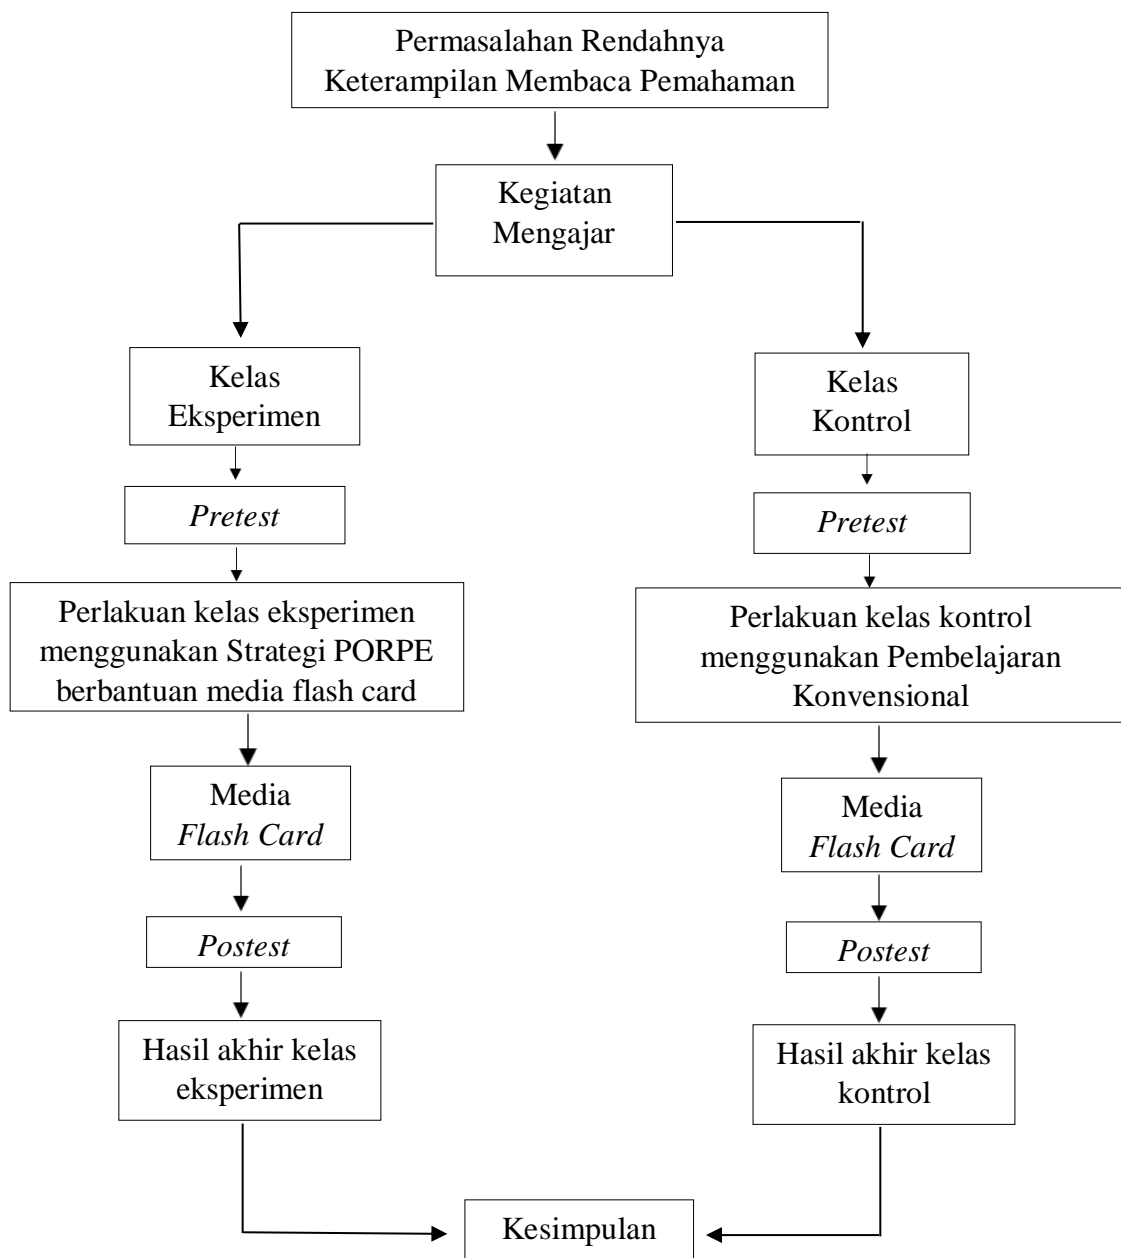 Permasalahan Rendahnya
Keterampilan Membaca Pemahaman
Kegiatan
Mengajar
Kelas
Eksperimen
Kelas
Kontrol
Pretest
Pretest
Perlakuan kelas eksperimen
menggunakan Strategi PORPE
berbantuan media flash card
Perlakuan kelas kontrol
menggunakan Pembelajaran
Konvensional
Media
Flash Card
Media
Flash Card
Postest
Postest
Hasil akhir kelas
eksperimen
Hasil akhir kelas
kontrol
Kesimpulan